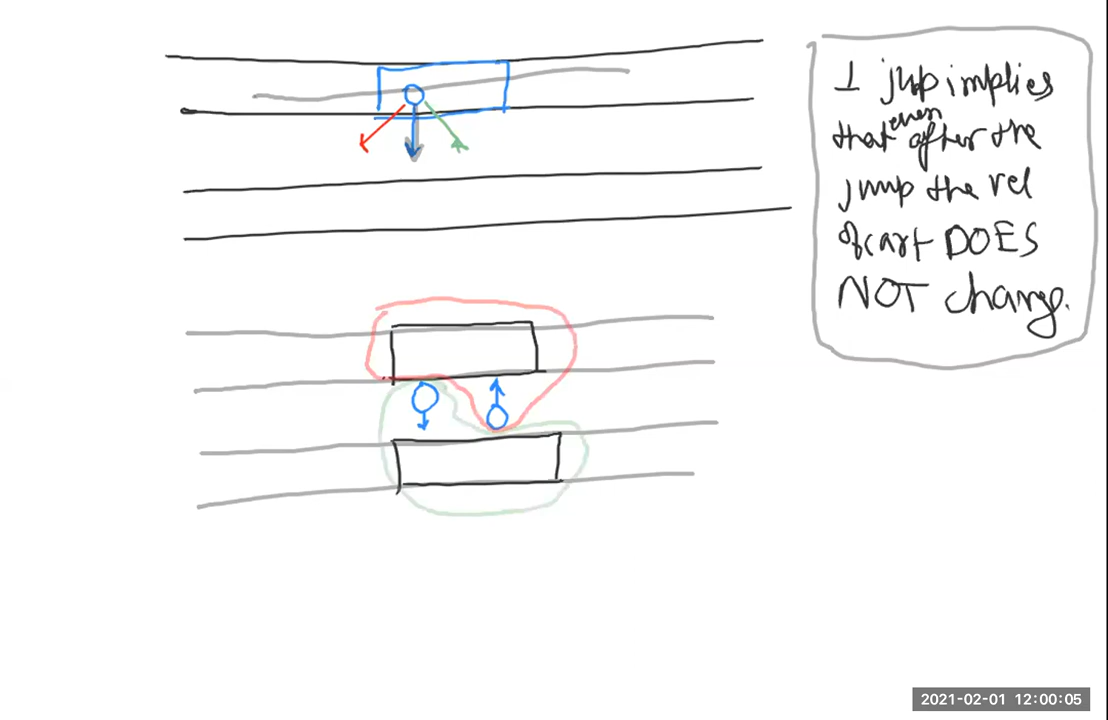 ⊥ jump implies
that even after the
jump the vel
of cart DOES
NOT change.
2021-02-01 12:00:05